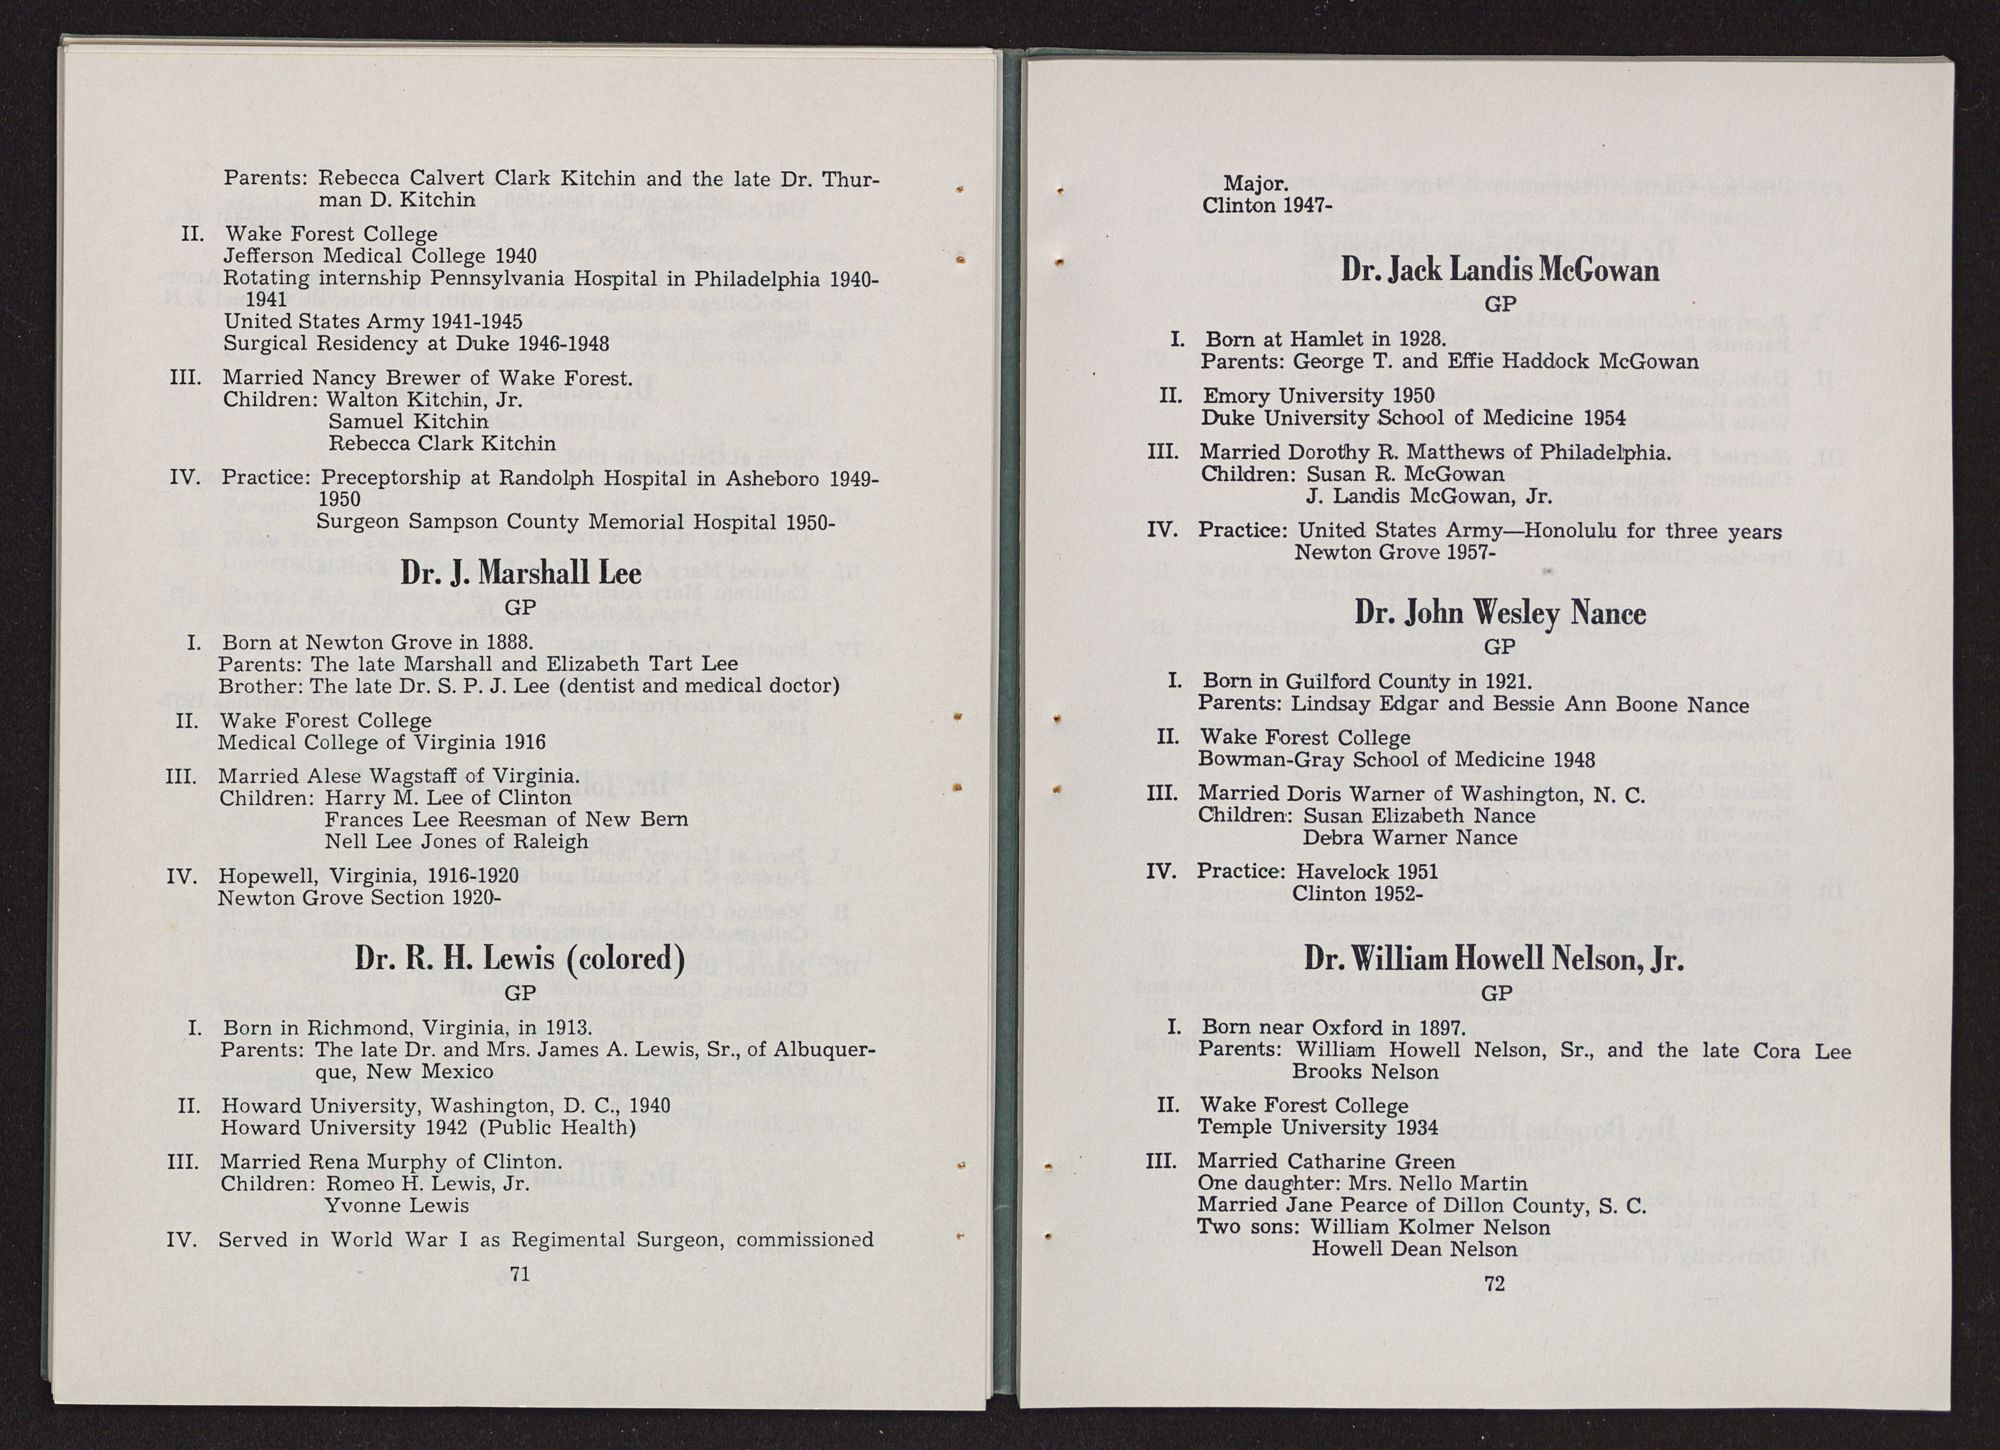 Parents: Rebecca Calvert Clark Kitchin and the late Dr. Thur-
man D. Kitchin
II. Wake Forest College
Jefferson Medical College 1940
Rotating internship Pennsylvania Hospital in Philadelphia 1940-
1941
United States Army 1941-1945
Surgical Residency at Duke 1946-1948
III. Married Nancy Brewer of Wake Forest.
Children: Walton Kitchin, Jr.
Samuel Kitchin
Rebecca Clark Kitchin
IV. Practice: Preceptorship at Randolph Hospital in Asheboro 1949-
1950
Surgeon Sampson County Memorial Hospital 1950-
Dr. J. Marshall Lee
GP
I. Born at Newton Grove in 1888.
Parents: The late Marshall and Elizabeth Tart Lee
Brother: The late Dr. S. P. J. Lee (dentist and medical doctor)
II. Wake Forest College
Medical College of Virginia 1916
III. Married Alese Wagstaff of Virginia.
Children: Harry M. Lee of Clinton
Frances Lee Reesman of New Bern
Nell Lee Jones of Raleigh
IV. Hopewell, Virginia, 1916-1920
Newton Grove Section 1920-
Dr. R. H. Lewis (colored)
GP
I. Born in Richmond, Virginia, in 1913.
Parents: The late Dr. and Mrs. James A. Lewis, Sr., of Albuquer-
que, New Mexico
II. Howard University, Washington, D. C., 1940
Howard University 1942 (Public Health)
III. Married Rena Murphy of Clinton.
Children: Romeo H. Lewis, Jr.
Yvonne Lewis
IV. Served in World War I as Regimental Surgeon, commissioned
71
Major.
Clinton 1947-
Dr. Jack Landis McGowan
GP
I. Born at Hamlet in 1928.
Parents: George T. and Effie Haddock McGowan
II. Emory University 1950
Duke University School of Medicine 1954
III. Married Dorothy R. Matthews of Philadelphia.
Children: Susan R. McGowan
J. Landis McGowan, Jr.
IV. Practice: United States Army—Honolulu for three years
Newton Grove 1957-
Dr. John Wesley Nance
GP
I. Born in Guilford County in 1921.
Parents: Lindsay Edgar and Bessie Ann Boone Nance
II. Wake Forest College
Bowman-Gray School of Medicine 1948
III. Married Doris Warner of Washington, N. C.
Children: Susan Elizabeth Nance
Debra Warner Nance
IV. Practice: Havelock 1951
Clinton 1952-
Dr. William Howell Nelson, Jr.
GP
I. Born near Oxford in 1897.
Parents: William Howell Nelson, Sr., and the late Cora Lee
Brooks Nelson
II. Wake Forest College
Temple University 1934
III. Married Catharine Green
One daughter: Mrs. Nello Martin
Married Jane Pearce of Dillon County, S. C.
Two sons: William Kolmer Nelson
Howell Dean Nelson
72